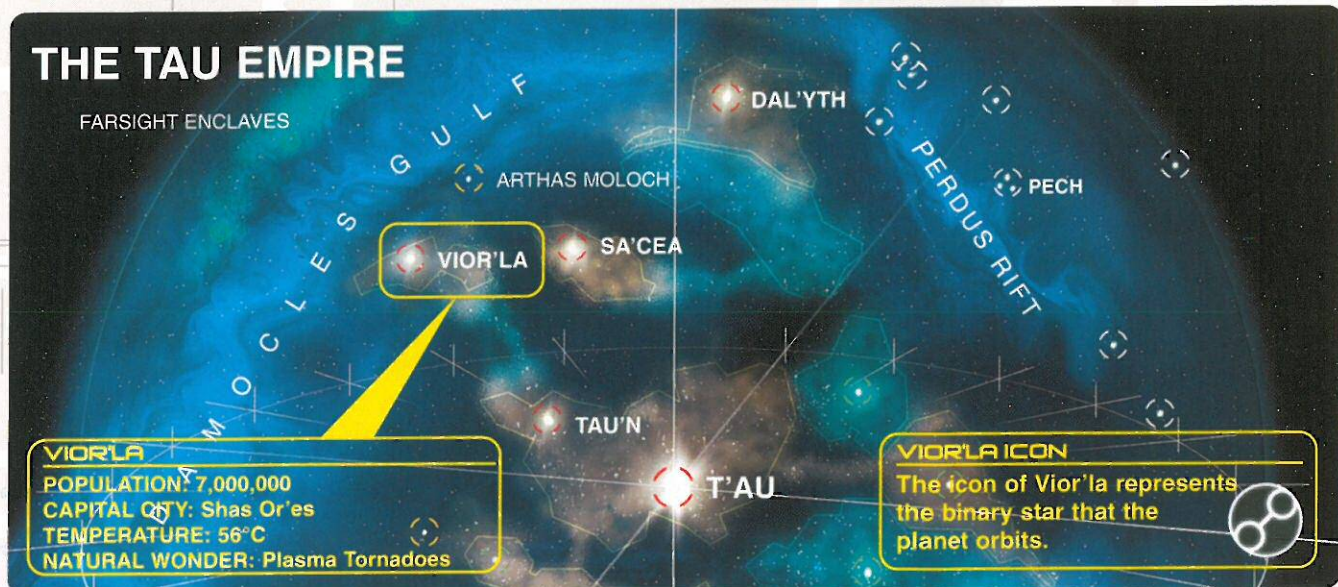 THE TAU EMPIRE
FARSIGHT ENCLAVES
DAMOCLES GULF
DAL'YTH
ARTHAS MOLOCH
PERDUS RIFT
PECH
VIOR'LA
SA'CEA
TAU'N
T'AU
VIOR'LA
POPULATION: 7,000,000
CAPITAL CITY: Shas Or'es
TEMPERATURE: 56°C
NATURAL WONDER: Plasma Tornadoes
VIOR'LA ICON
The icon of Vior'la represents
the binary star that the
planet orbits.